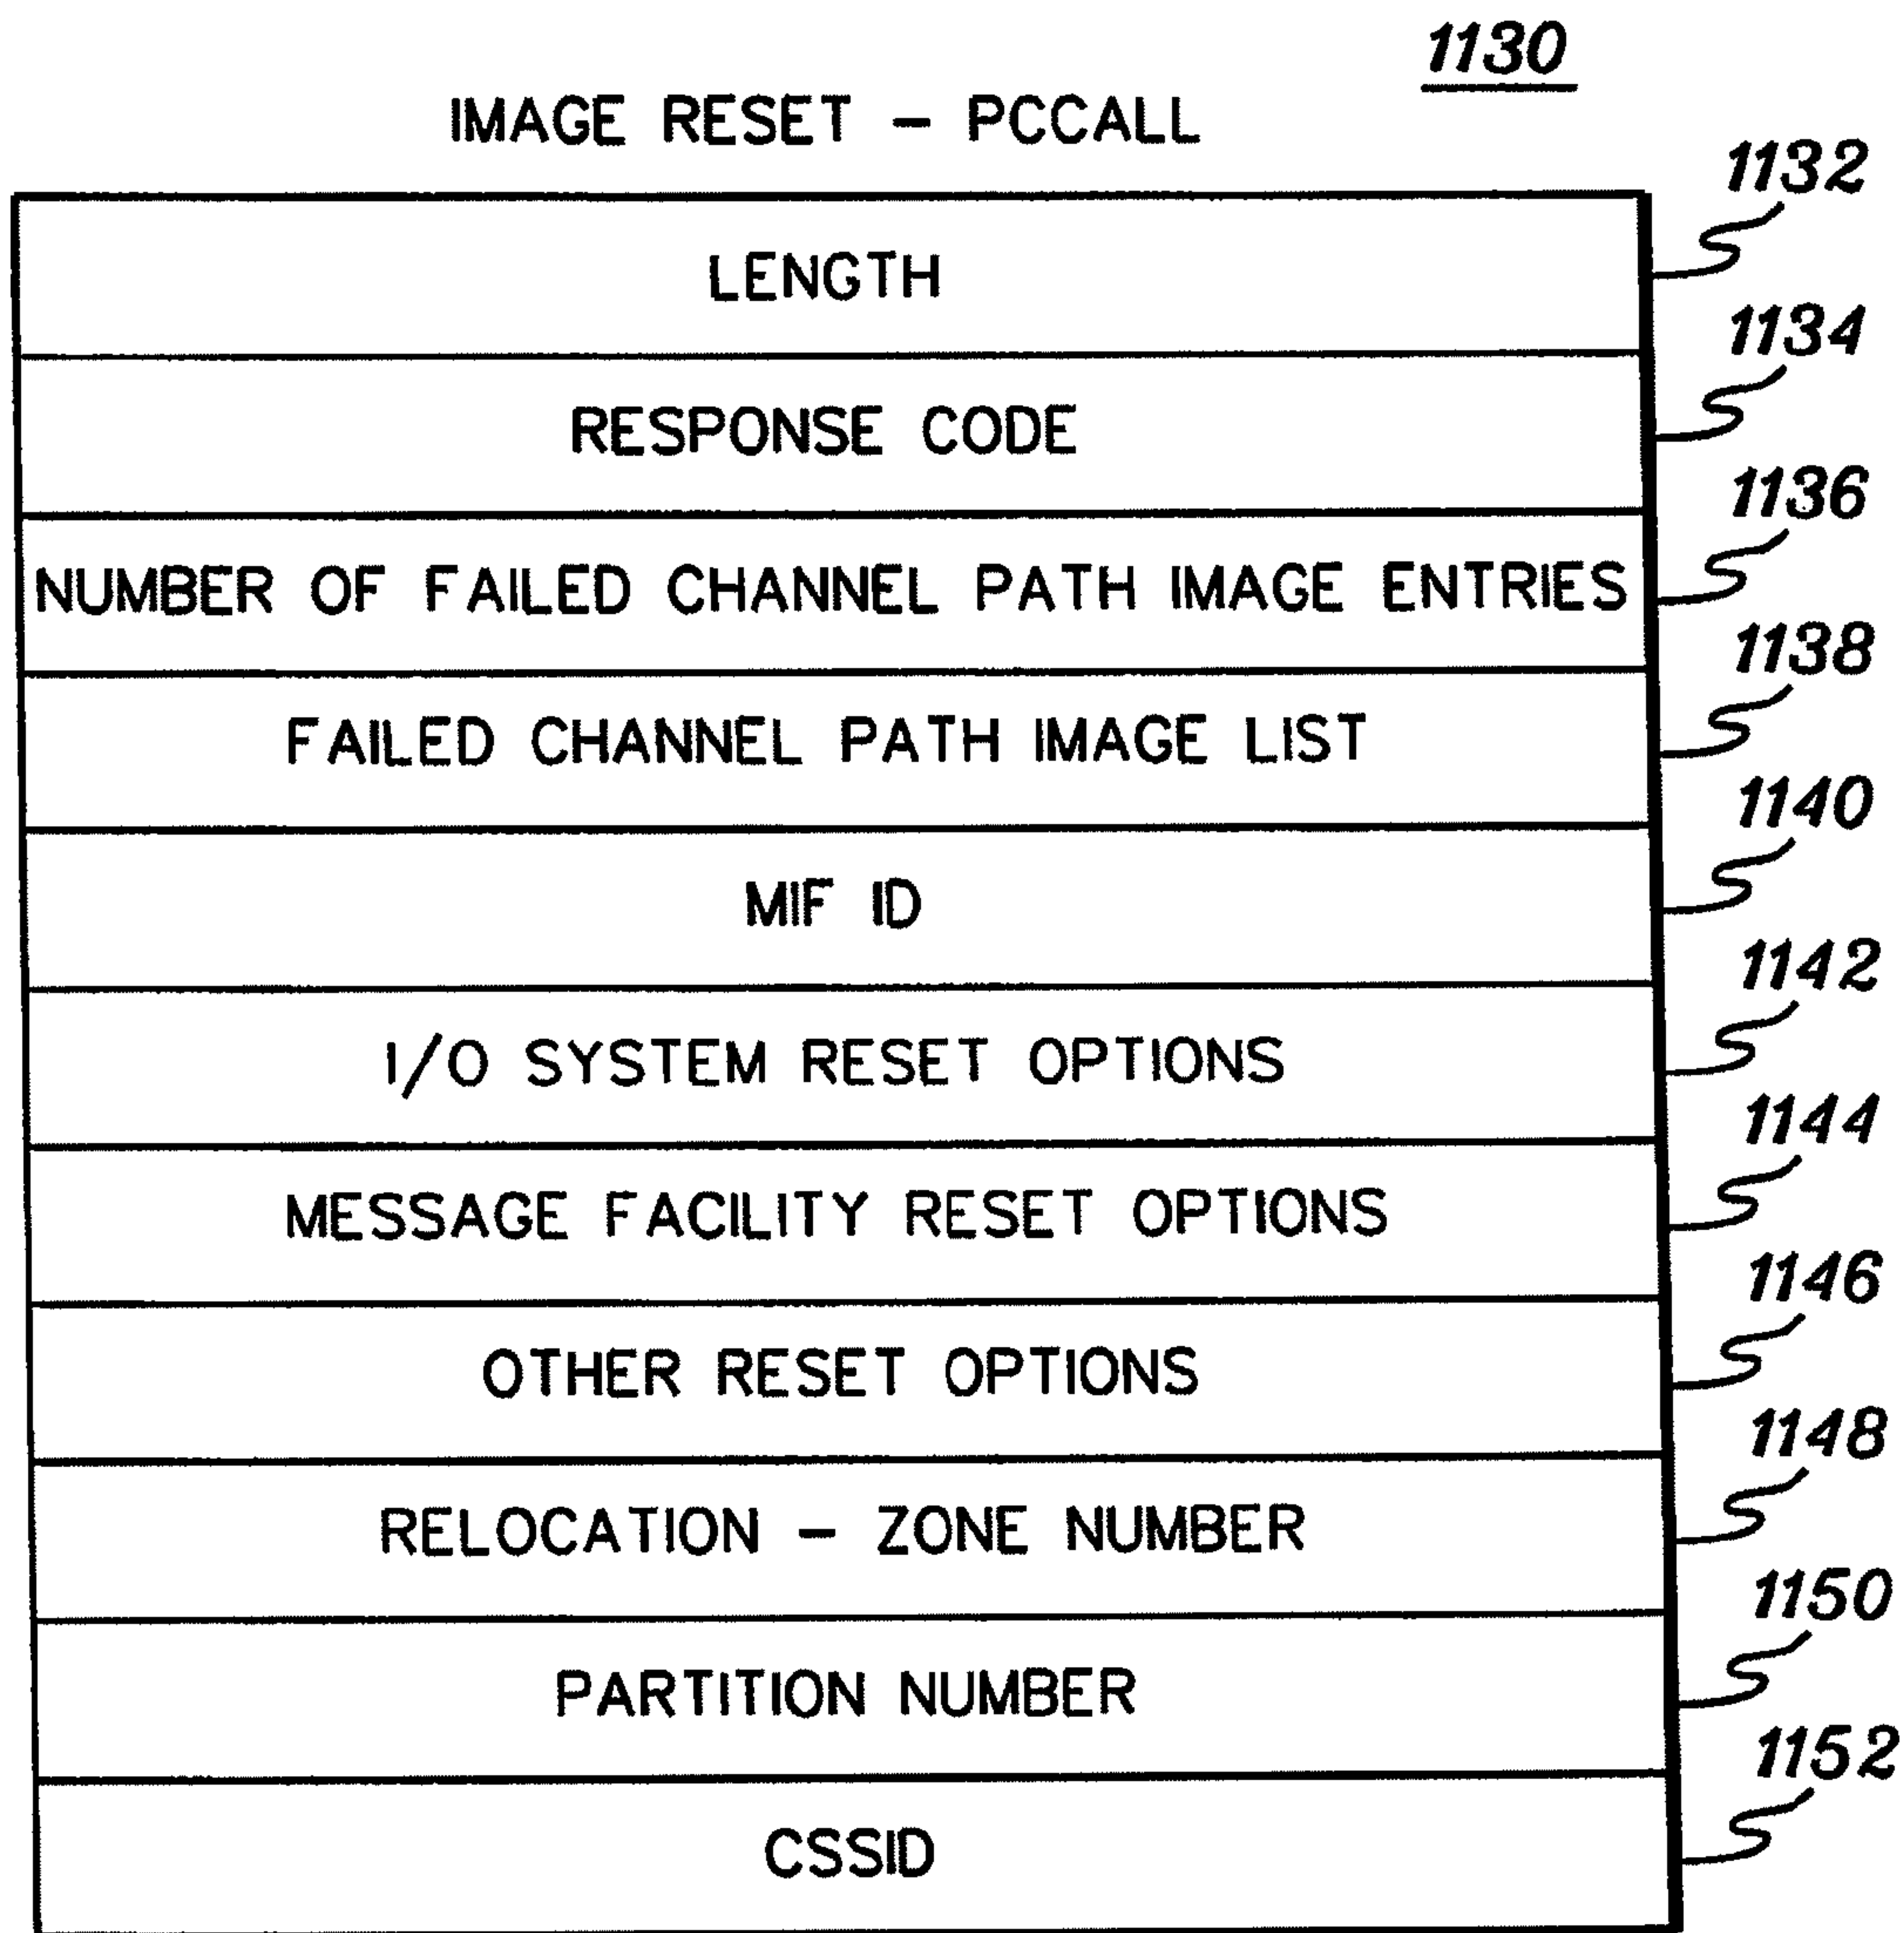 1130
IMAGE RESET – PCCALL
1132
LENGTH
1134
RESPONSE CODE
1136
NUMBER OF FAILED CHANNEL PATH IMAGE ENTRIES
1138
FAILED CHANNEL PATH IMAGE LIST
1140
MIF ID
1142
I/O SYSTEM RESET OPTIONS
1144
MESSAGE FACILITY RESET OPTIONS
1146
OTHER RESET OPTIONS
1148
RELOCATION – ZONE NUMBER
1150
PARTITION NUMBER
1152
CSSID